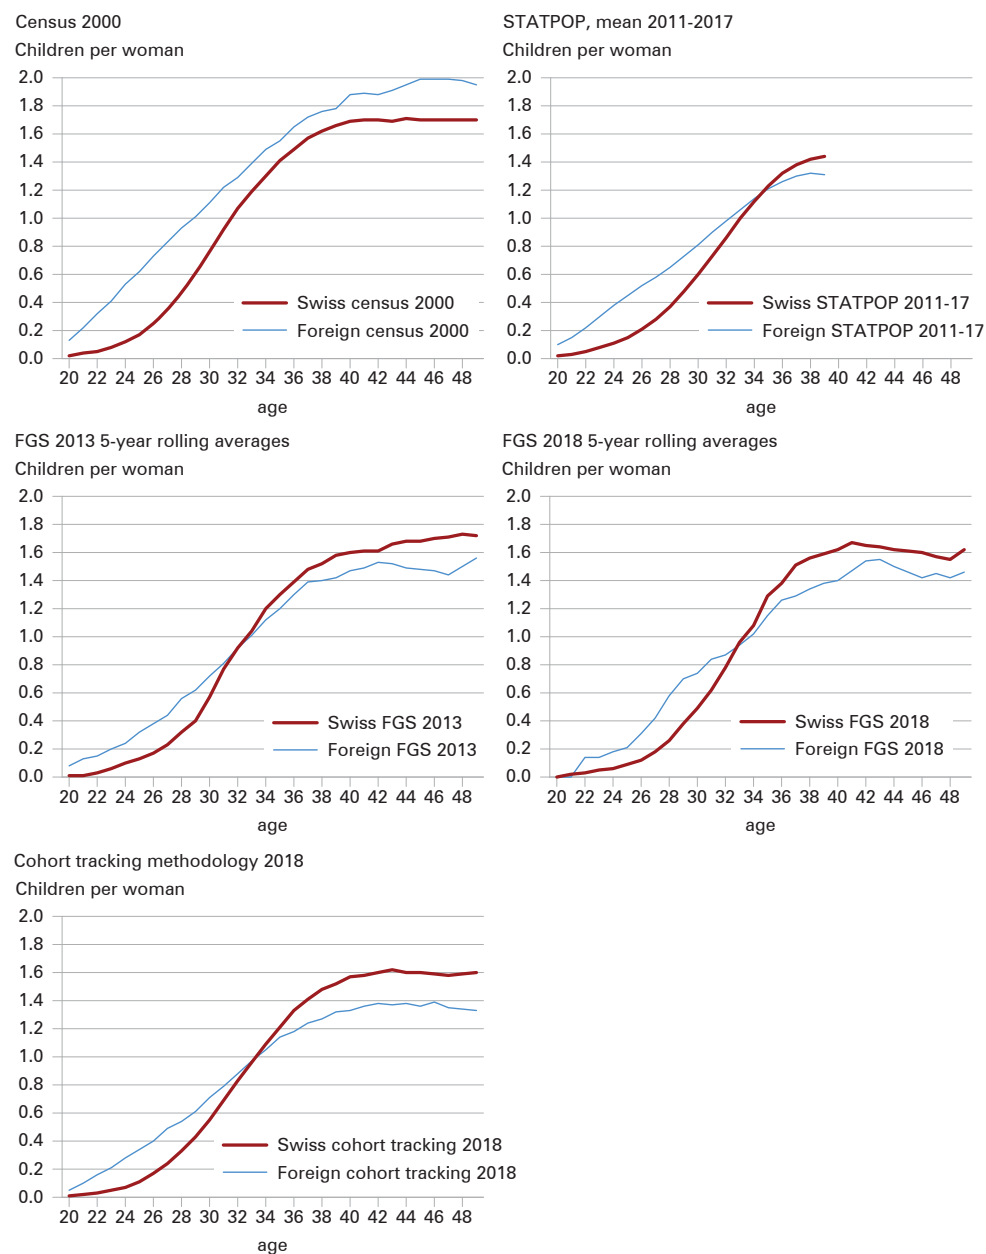 Census 2000
Children per woman
2.0
1.8
1.6
1.4
1.2
1.0
0.8
0.6
0.4
0.2
0.0
Swiss census 2000
Foreign census 2000
20 22 24 26 28 30 32 34 36 38 40 42 44 46 48
age
STATPOP, mean 2011-2017
Children per woman
2.0
1.8
1.6
1.4
1.2
1.0
0.8
0.6
0.4
0.2
0.0
Swiss STATPOP 2011-17
Foreign STATPOP 2011-17
20 22 24 26 28 30 32 34 36 38 40 42 44 46 48
age
FGS 2013 5-year rolling averages
Children per woman
2.0
1.8
1.6
1.4
1.2
1.0
0.8
0.6
0.4
0.2
0.0
Swiss FGS 2013
Foreign FGS 2013
20 22 24 26 28 30 32 34 36 38 40 42 44 46 48
age
FGS 2018 5-year rolling averages
Children per woman
2.0
1.8
1.6
1.4
1.2
1.0
0.8
0.6
0.4
0.2
0.0
Swiss FGS 2018
Foreign FGS 2018
20 22 24 26 28 30 32 34 36 38 40 42 44 46 48
age
Cohort tracking methodology 2018
Children per woman
2.0
1.8
1.6
1.4
1.2
1.0
0.8
0.6
0.4
0.2
0.0
Swiss cohort tracking 2018
Foreign cohort tracking 2018
20 22 24 26 28 30 32 34 36 38 40 42 44 46 48
age